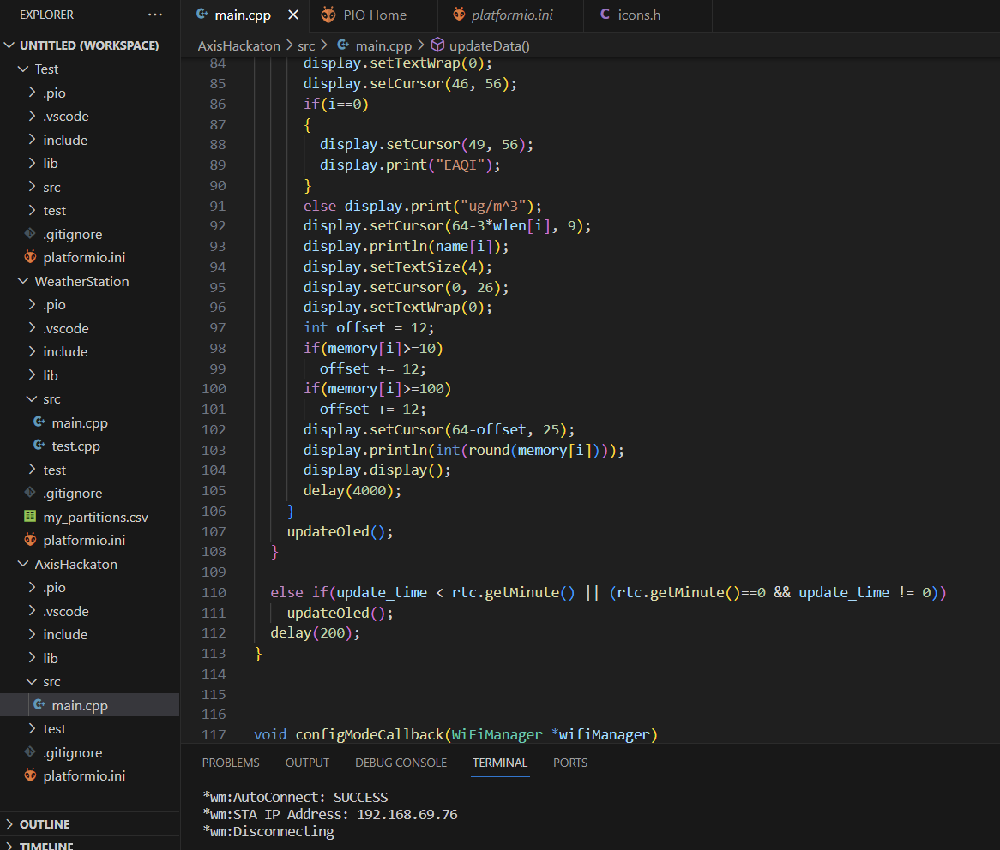 EXPLORER
UNTITLED (WORKSPACE)
Test
.pio
.vscode
include
lib
src
test
.gitignore
platformio.ini
WeatherStation
.pio
.vscode
include
lib
src
main.cpp
test.cpp
test
.gitignore
my_partitions.csv
platformio.ini
AxisHackaton
.pio
.vscode
include
lib
src
main.cpp
test
.gitignore
platformio.ini
OUTLINE
TIMELINE
main.cpp
PIO Home
platformio.ini
C icons.h
AxisHackaton > src > main.cpp > updateData()
84 display.setTextWrap(0);
85 display.setCursor(46, 56);
86 if(i==0)
87 {
88 display.setCursor(49, 56);
89 display.print("EAQI");
90 }
91 else display.print("ug/m^3");
92 display.setCursor(64-3*wlen[i], 9);
93 display.println(name[i]);
94 display.setTextSize(4);
95 display.setCursor(0, 26);
96 display.setTextWrap(0);
97 int offset = 12;
98 if(memory[i]>=10)
99 offset += 12;
100 if(memory[i]>=100)
101 offset += 12;
102 display.setCursor(64-offset, 25);
103 display.println(int(round(memory[i])));
104 display.display();
105 delay(4000);
106 }
107 updateOled();
108 }
109
110 else if(update_time < rtc.getMinute() || (rtc.getMinute()==0 && update_time != 0))
111 updateOled();
112 delay(200);
113 }
114
115
116
117 void configModeCallback(WiFiManager *wifiManager)
PROBLEMS OUTPUT DEBUG CONSOLE TERMINAL PORTS
*wm:AutoConnect: SUCCESS
*wm:STA IP Address: 192.168.69.76
*wm:Disconnecting